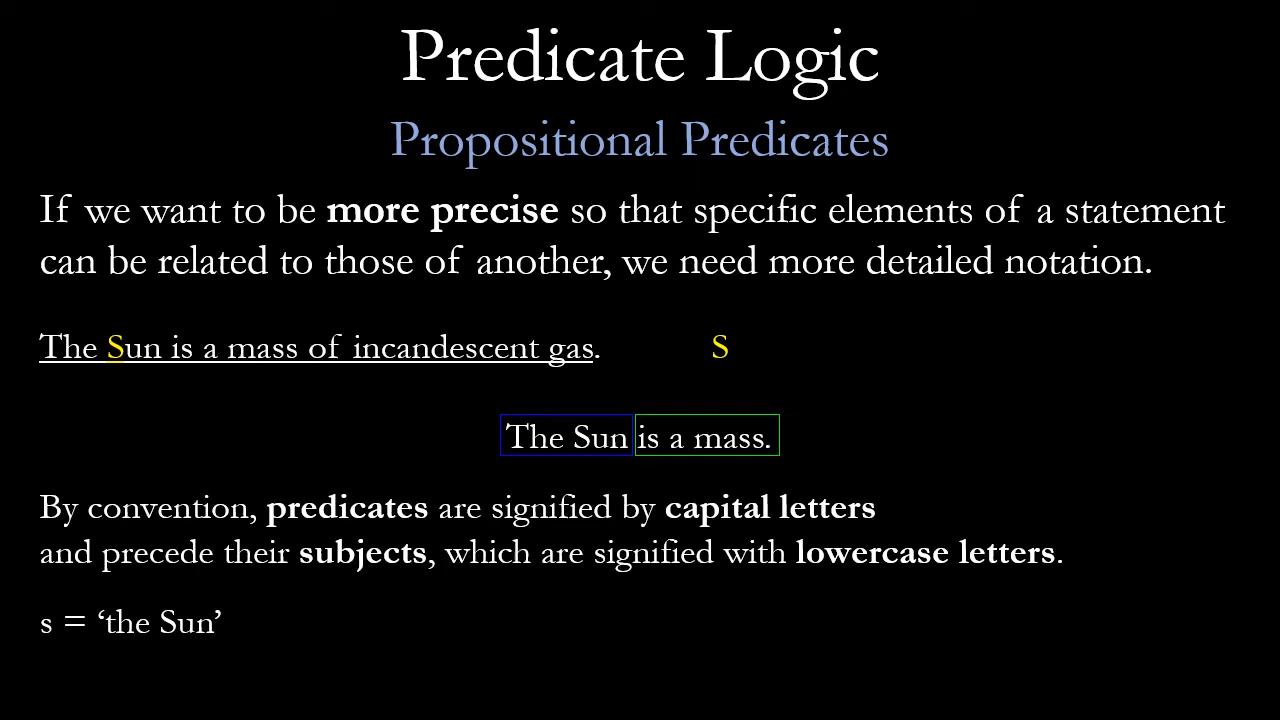 Predicate Logic
Propositional Predicates
If we want to be more precise so that specific elements of a statement
can be related to those of another, we need more detailed notation.
The Sun is a mass of incandescent gas. S
The Sun is a mass.
By convention, predicates are signified by capital letters
and precede their subjects, which are signified with lowercase letters.
s = ‘the Sun’